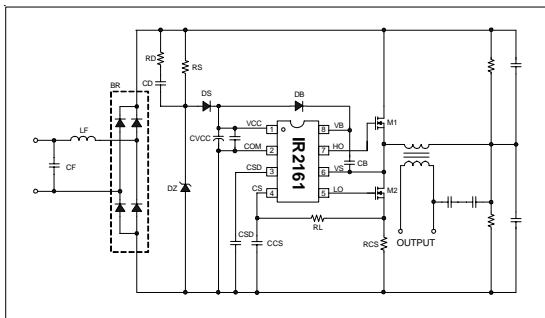 RD
RS
CD
BR
DS
DB
LF
CF
CVCC
VCC
1
COM
2
CSD
3
CS
4
IR2161
8
VB
7
HO
6
VS
5
LO
CB
M1
M2
DZ
CSD
CCS
RL
RCS
OUTPUT